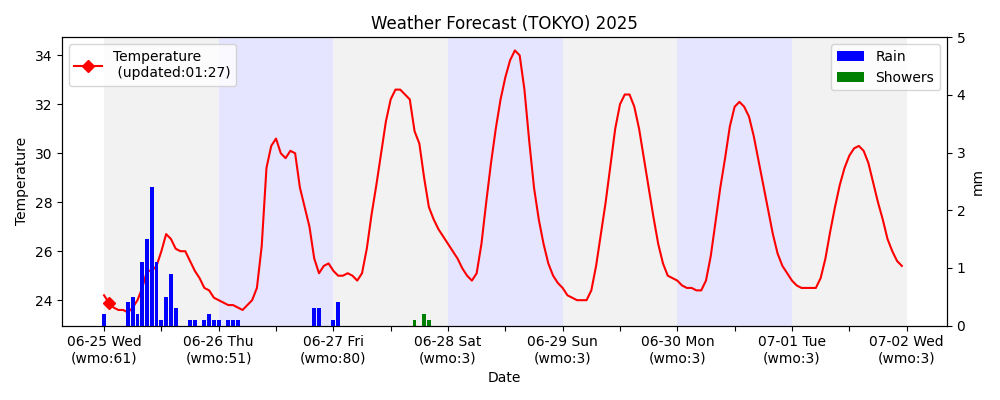 Weather Forecast (TOKYO) 2025
Temperature
(updated:01:27)
Rain
Showers
34
32
30
28
26
24
Temperature
5
4
3
2
1
0
mm
06-25 Wed
(wmo:61)
06-26 Thu
(wmo:51)
06-27 Fri
(wmo:80)
06-28 Sat
(wmo:3)
06-29 Sun
(wmo:3)
06-30 Mon
(wmo:3)
07-01 Tue
(wmo:3)
07-02 Wed
(wmo:3)
Date